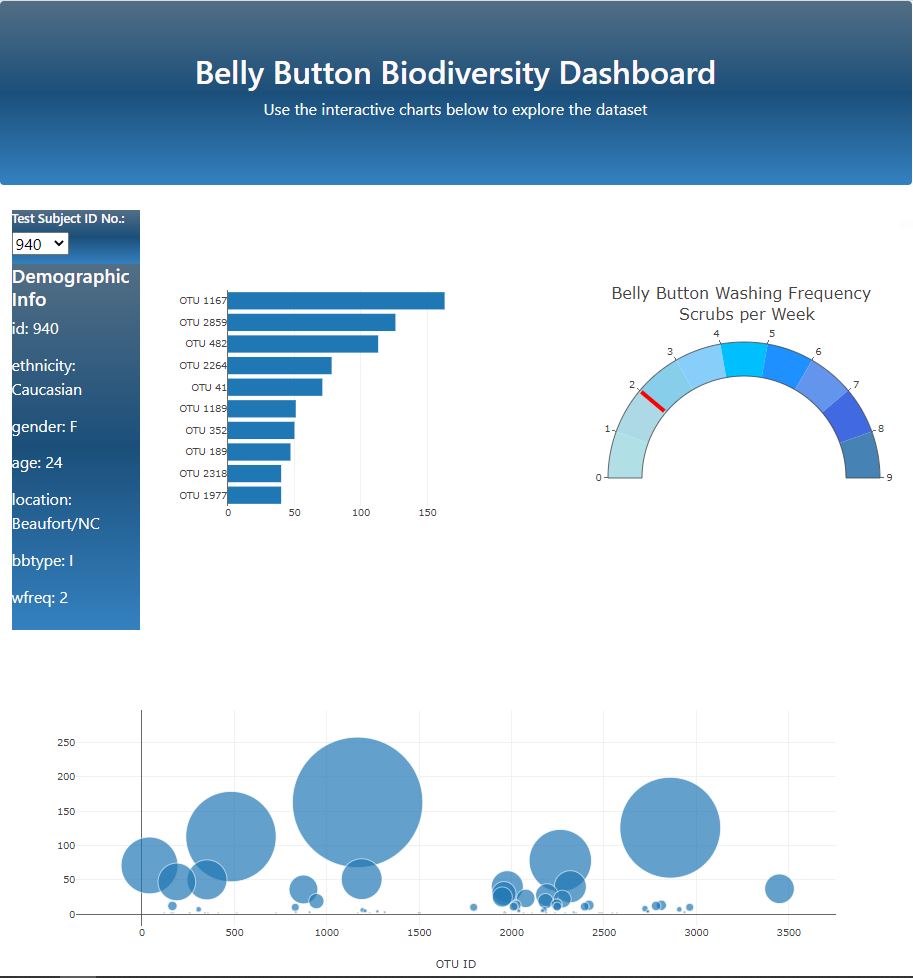 Belly Button Biodiversity Dashboard
Use the interactive charts below to explore the dataset
Test Subject ID No.:
940
Demographic
Info
id: 940
ethnicity:
Caucasian
gender: F
age: 24
location:
Beaufort/NC
bbtype: I
wfreq: 2
OTU 1167
OTU 2859
OTU 482
OTU 2264
OTU 41
OTU 1189
OTU 352
OTU 189
OTU 2318
OTU 1977
0 50 100 150
Belly Button Washing Frequency
Scrubs per Week
0 1 2 3 4 5 6 7 8 9
250
200
150
100
50
0
0 500 1000 1500 2000 2500 3000 3500
OTU ID